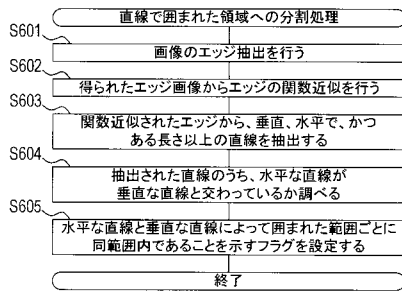 直線で囲まれた領域への分割処理
S601
画像のエッジ抽出を行う
S602
得られたエッジ画像からエッジの関数近似を行う
S603
関数近似されたエッジから、垂直、水平で、かつ
ある長さ以上の直線を抽出する
S604
抽出された直線のうち、水平な直線が
垂直な直線と交わっているか調べる
S605
水平な直線と垂直な直線によって囲まれた範囲ごとに
同範囲内であることを示すフラグを設定する
終了